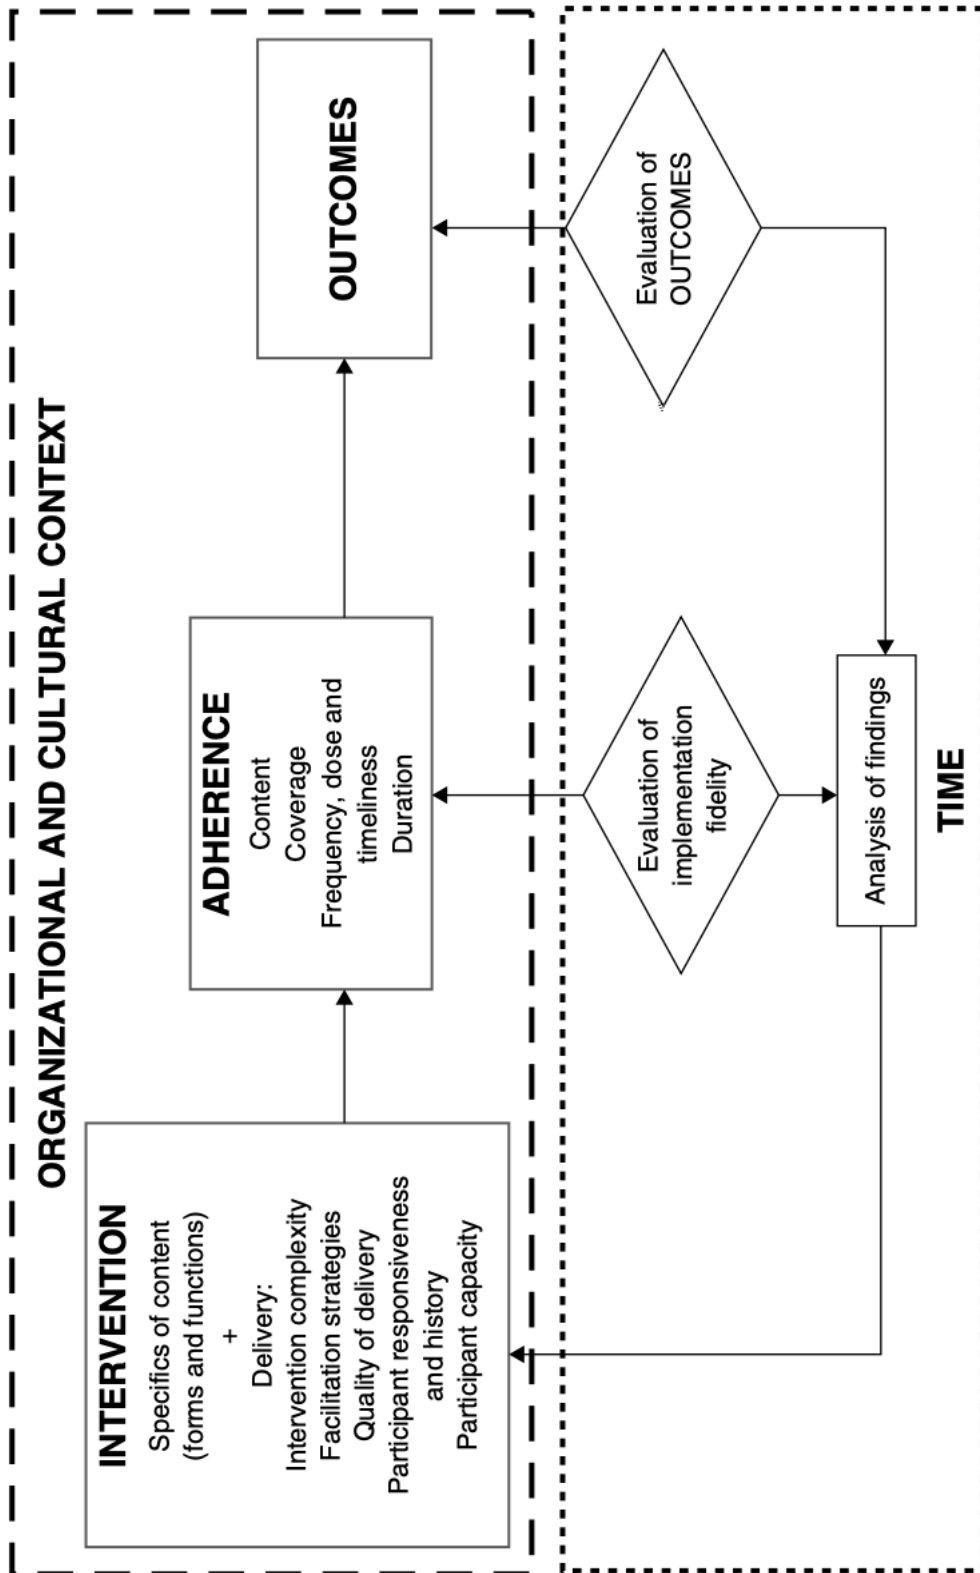 ORGANIZATIONAL AND CULTURAL CONTEXT
INTERVENTION
Specifics of content
(forms and functions)
+
Delivery:
Intervention complexity
Facilitation strategies
Quality of delivery
Participant responsiveness
and history
Participant capacity
ADHERENCE
Content
Coverage
Frequency, dose and
timeliness
Duration
OUTCOMES
Evaluation of
implementation
fidelity
Evaluation of
OUTCOMES
Analysis of findings
TIME